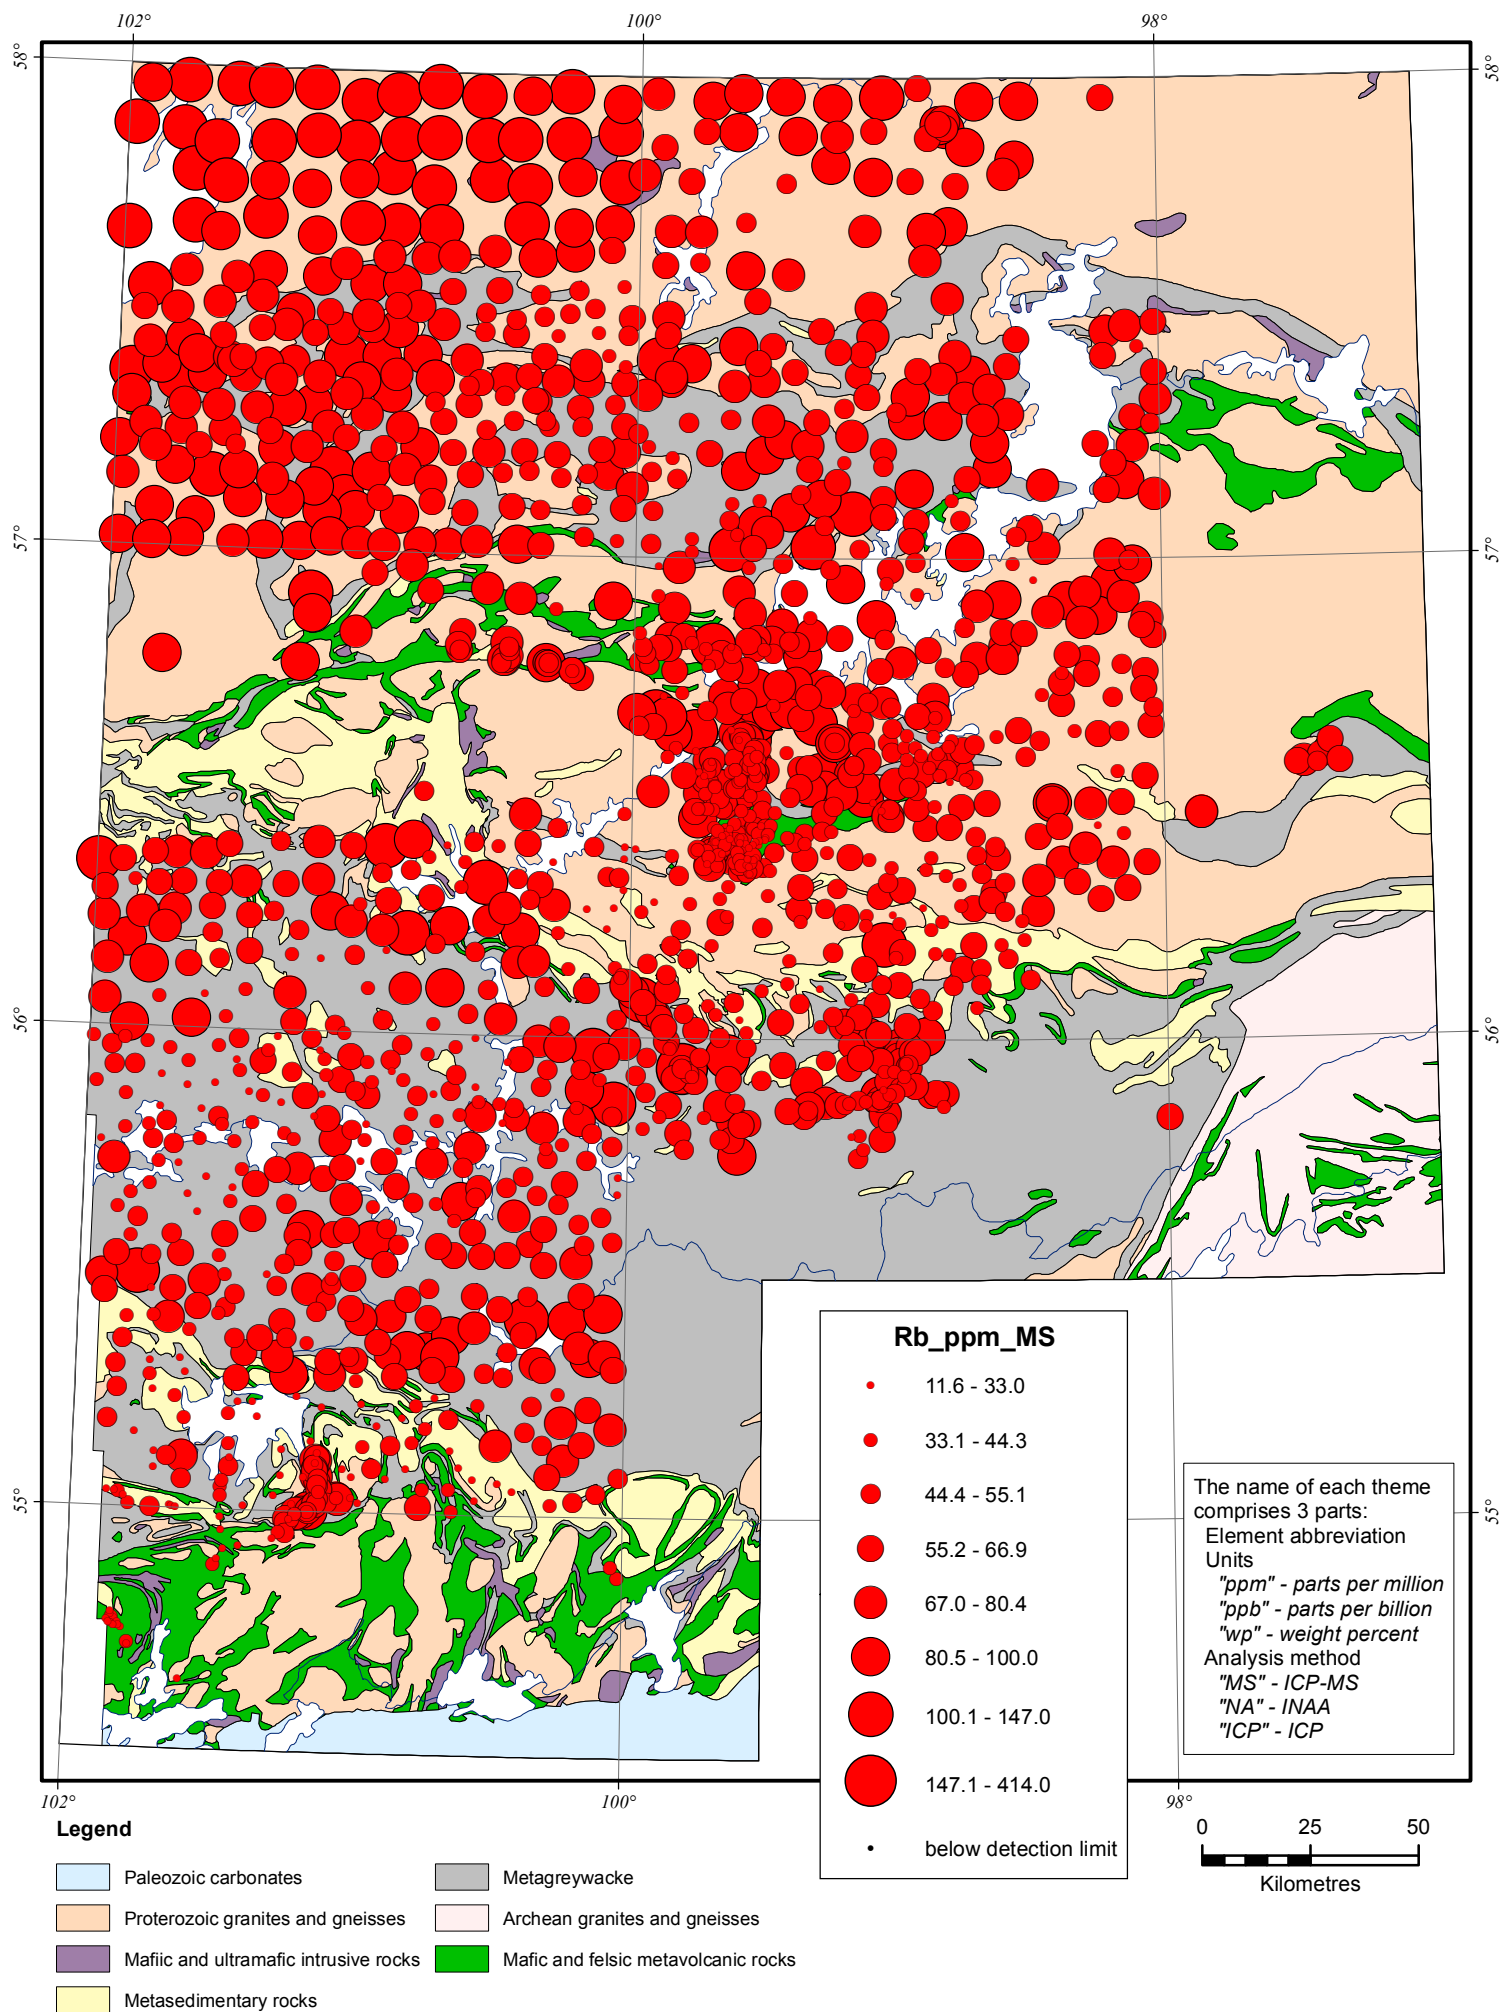 102° 100° 98°
58° 58°
57° 57°
56° 56°
55° 55°
Rb_ppm_MS
11.6 - 33.0
33.1 - 44.3
44.4 - 55.1
55.2 - 66.9
67.0 - 80.4
80.5 - 100.0
100.1 - 147.0
147.1 - 414.0
below detection limit
The name of each theme
comprises 3 parts:
Element abbreviation
Units
"ppm" - parts per million
"ppb" - parts per billion
"wp" - weight percent
Analysis method
"MS" - ICP-MS
"NA" - INAA
"ICP" - ICP
102° 100° 98°
0 25 50
Kilometres
Legend
Paleozoic carbonates
Proterozoic granites and gneisses
Mafiic and ultramafic intrusive rocks
Metasedimentary rocks
Metagreywacke
Archean granites and gneisses
Mafic and felsic metavolcanic rocks